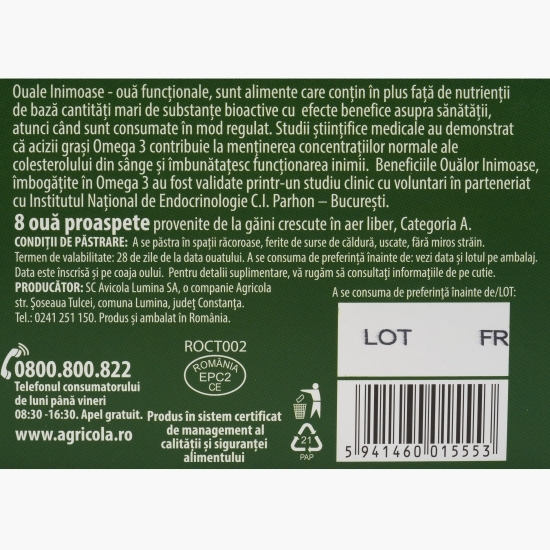 Ouale Inimoase - ouă funcționale, sunt alimente care conțin în plus față de nutrienții
de bază cantități mari de substanțe bioactive cu efecte benefice asupra sănătății,
atunci când sunt consumate în mod regulat. Studii științifice medicale au demonstrat
că acizii grași Omega 3 contribuie la menținerea concentrațiilor normale ale
colesterolului din sânge și îmbunătățesc funcționarea inimii. Beneficiile Ouălor Inimoase,
îmbogățite în Omega 3 au fost validate printr-un studiu clinic cu voluntari în parteneriat
cu Institutul Național de Endocrinologie C.I. Parhon – București.
8 ouă proaspete provenite de la găini crescute în aer liber, Categoria A.
CONDIȚII DE PĂSTRARE: A se păstra în spații răcoroase, ferite de surse de căldură, uscate, fără miros străin.
Termen de valabilitate: 28 de zile de la data ouatului. A se consuma de preferință înainte de: vezi data și lotul pe ambalaj.
Data este înscrisă și pe coaja oului. Pentru detalii suplimentare, vă rugăm să consultați informațiile de pe cutie.
PRODUCĂTOR: SC Avicola Lumina SA, o companie Agricola
str. Șoseaua Tulcei, comuna Lumina, județ Constanța.
Tel.: 0241 251 150. Produs și ambalat în România.
A se consuma de preferință înainte de/LOT:
LOT FR
0800.800.822
Telefonul consumatorului
de luni până vineri
08:30 -16:30. Apel gratuit.
www.agricola.ro
ROCT002
ROMÂNIA
EPC2
CE
Produs în sistem certificat
de management al
calității și siguranței
alimentului
21
PAP
5 941460 015553